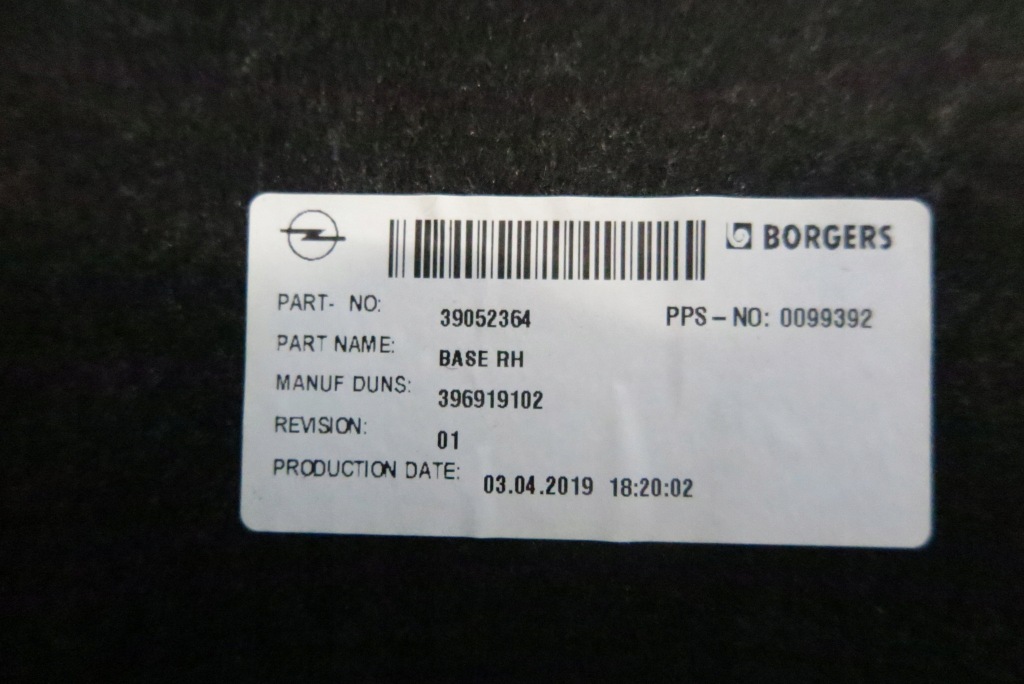 BORGERS
PART- NO: 39052364 PPS-NO: 0099392
PART NAME: BASE RH
MANUF DUNS: 396919102
REVISION: 01
PRODUCTION DATE: 03.04.2019 18:20:02